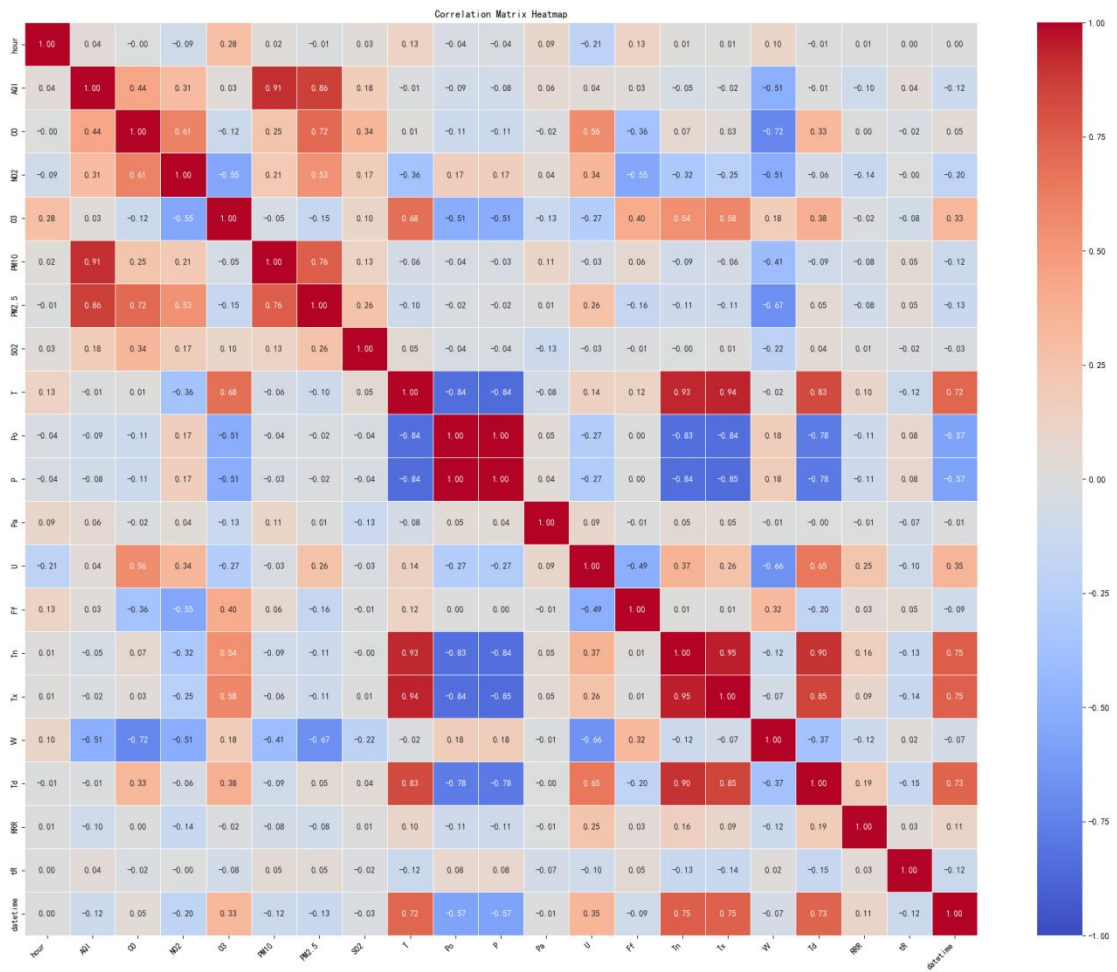 Correlation Matrix Heatmap
hour 1.00 0.04 -0.00 -0.09 0.28 0.02 -0.01 0.03 0.13 -0.04 -0.04 0.09 -0.21 0.13 0.01 0.01 0.10 -0.01 0.01 0.00 0.00
AQI 0.04 1.00 0.44 0.31 0.03 0.91 0.86 0.18 -0.01 -0.09 -0.08 0.06 0.04 0.03 -0.05 -0.02 -0.51 -0.01 -0.10 0.04 -0.12
CO -0.00 0.44 1.00 0.61 -0.12 0.25 0.72 0.34 0.01 -0.11 -0.11 -0.02 0.56 -0.36 0.07 0.03 -0.72 0.33 0.00 -0.02 0.05
NO2 -0.09 0.31 0.61 1.00 -0.55 0.21 0.53 0.17 -0.36 0.17 0.17 0.04 0.34 -0.55 -0.32 -0.25 -0.51 -0.06 -0.14 -0.00 -0.20
O3 0.28 0.03 -0.12 -0.55 1.00 -0.05 -0.15 0.10 0.68 -0.51 -0.51 -0.13 -0.27 0.40 0.54 0.58 0.18 0.38 -0.02 -0.08 0.33
PM10 0.02 0.91 0.25 0.21 -0.05 1.00 0.76 0.13 -0.06 -0.04 -0.03 0.11 -0.03 0.06 -0.09 -0.06 -0.41 -0.09 -0.08 0.05 -0.12
PM2.5 -0.01 0.86 0.72 0.53 -0.15 0.76 1.00 0.26 -0.10 -0.02 -0.02 0.01 0.26 -0.16 -0.11 -0.11 -0.67 0.05 -0.08 0.05 -0.13
SO2 0.03 0.18 0.34 0.17 0.10 0.13 0.26 1.00 0.05 -0.04 -0.04 -0.13 -0.03 -0.01 -0.00 0.01 -0.22 0.04 0.01 -0.02 -0.03
T 0.13 -0.01 0.01 -0.36 0.68 -0.06 -0.10 0.05 1.00 -0.84 -0.84 -0.08 0.14 0.12 0.93 0.94 -0.02 0.83 0.10 -0.12 0.72
Po -0.04 -0.09 -0.11 0.17 -0.51 -0.04 -0.02 -0.04 -0.84 1.00 1.00 0.05 -0.27 0.00 -0.83 -0.84 0.18 -0.78 -0.11 0.08 -0.57
P -0.04 -0.08 -0.11 0.17 -0.51 -0.03 -0.02 -0.04 -0.84 1.00 1.00 0.04 -0.27 0.00 -0.84 -0.85 0.18 -0.78 -0.11 0.08 -0.57
Pa 0.09 0.06 -0.02 0.04 -0.13 0.11 0.01 -0.13 -0.08 0.05 0.04 1.00 0.09 -0.01 0.05 0.05 -0.01 -0.00 -0.01 -0.07 -0.01
U -0.21 0.04 0.56 0.34 -0.27 -0.03 0.26 -0.03 0.14 -0.27 -0.27 0.09 1.00 -0.49 0.37 0.26 -0.66 0.65 0.25 -0.10 0.35
Ff 0.13 0.03 -0.36 -0.55 0.40 0.06 -0.16 -0.01 0.12 0.00 0.00 -0.01 -0.49 1.00 0.01 0.01 0.32 -0.20 0.03 0.05 -0.09
Tn 0.01 -0.05 0.07 -0.32 0.54 -0.09 -0.11 -0.00 0.93 -0.83 -0.84 0.05 0.37 0.01 1.00 0.95 -0.12 0.90 0.16 -0.13 0.75
Tx 0.01 -0.02 0.03 -0.25 0.58 -0.06 -0.11 0.01 0.94 -0.84 -0.85 0.05 0.26 0.01 0.95 1.00 -0.07 0.85 0.09 -0.14 0.75
VV 0.10 -0.51 -0.72 -0.51 0.18 -0.41 -0.67 -0.22 -0.02 0.18 0.18 -0.01 -0.66 0.32 -0.12 -0.07 1.00 -0.37 -0.12 0.02 -0.07
Td -0.01 -0.01 0.33 -0.06 0.38 -0.09 0.05 0.04 0.83 -0.78 -0.78 -0.00 0.65 -0.20 0.90 0.85 -0.37 1.00 0.19 -0.15 0.73
RRR 0.01 -0.10 0.00 -0.14 -0.02 -0.08 -0.08 0.01 0.10 -0.11 -0.11 -0.01 0.25 0.03 0.16 0.09 -0.12 0.19 1.00 0.03 0.11
tR 0.00 0.04 -0.02 -0.00 -0.08 0.05 0.05 -0.02 -0.12 0.08 0.08 -0.07 -0.10 0.05 -0.13 -0.14 0.02 -0.15 0.03 1.00 -0.12
datetime 0.00 -0.12 0.05 -0.20 0.33 -0.12 -0.13 -0.03 0.72 -0.57 -0.57 -0.01 0.35 -0.09 0.75 0.75 -0.07 0.73 0.11 -0.12 1.00
hour AQI CO NO2 O3 PM10 PM2.5 SO2 T Po P Pa U Ff Tn Tx VV Td RRR tR datetime
1.00
0.75
0.50
0.25
0.00
-0.25
-0.50
-0.75
-1.00